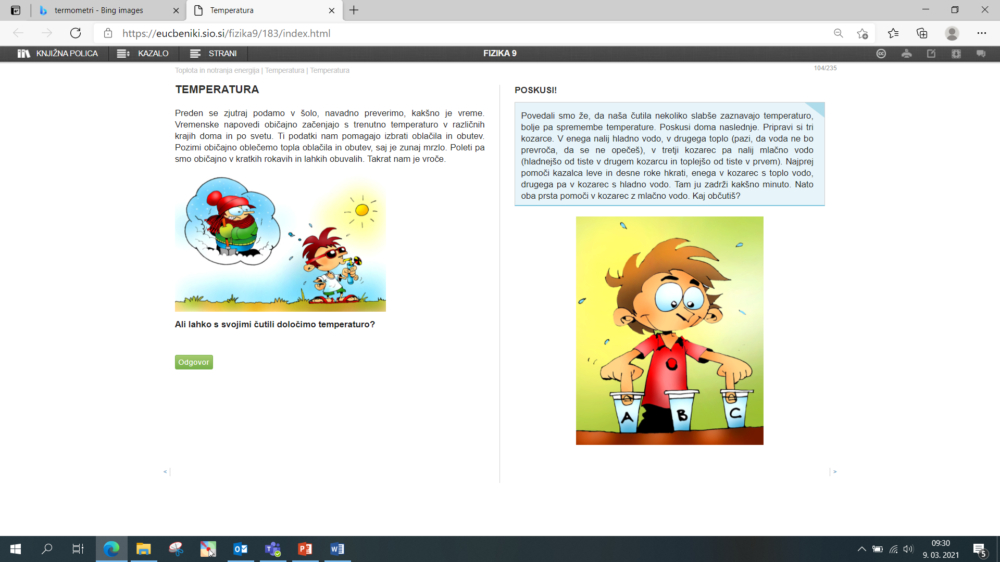 termometri - Bing images
Temperatura
https://eucbeniki.sio.si/fizika9/183/index.html
KNJIŽNA POLICA
KAZALO
STRANI
FIZIKA 9
Toplota in notranja energija | Temperatura | Temperatura
104/235
TEMPERATURA
Preden se zjutraj podamo v šolo, navadno preverimo, kakšno je vreme.
Vremenske napovedi običajno začenjajo s trenutno temperaturo v različnih
krajih doma in po svetu. Ti podatki nam pomagajo izbrati oblačila in obutev.
Pozimi običajno oblečemo topla oblačila in obutev, saj je zunaj mrzlo. Poleti pa
smo običajno v kratkih rokavih in lahkih obuvalih. Takrat nam je vroče.
Ali lahko s svojimi čutili določimo temperaturo?
Odgovor
POSKUSI!
Povedali smo že, da naša čutila nekoliko slabše zaznavajo temperaturo,
bolje pa spremembe temperature. Poskusi doma naslednje. Pripravi si tri
kozarce. V enega nalij hladno vodo, v drugega toplo (pazi, da voda ne bo
prevroča, da se ne opečeš), v tretji kozarec pa nalij mlačno vodo
(hladnejšo od tiste v drugem kozarcu in toplejšo od tiste v prvem). Najprej
pomoči kazalca leve in desne roke hkrati, enega v kozarec s toplo vodo,
drugega pa v kozarec s hladno vodo. Tam ju zadrži kakšno minuto. Nato
oba prsta pomoči v kozarec z mlačno vodo. Kaj občutiš?
A
B
C
<
>
09:30
9. 03. 2021
5